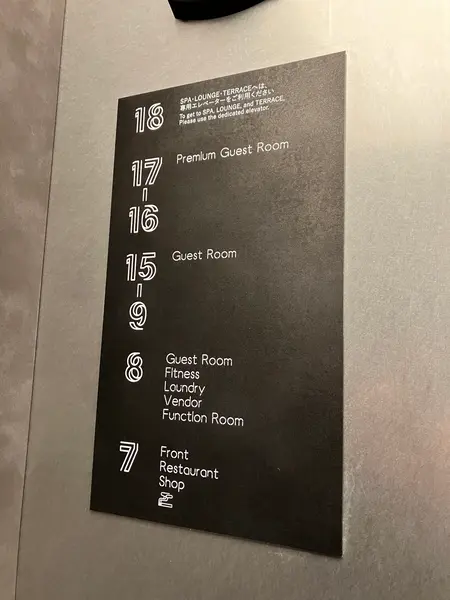 18
SPA・LOUNGE・TERRACEへは、
専用エレベーターをご利用ください
To get to SPA, LOUNGE, and TERRACE,
Please use the dedicated elevator.
17
Premium Guest Room
16
15
Guest Room
9
8
Guest Room
Fitness
Laundry
Vendor
Function Room
7
Front
Restaurant
Shop